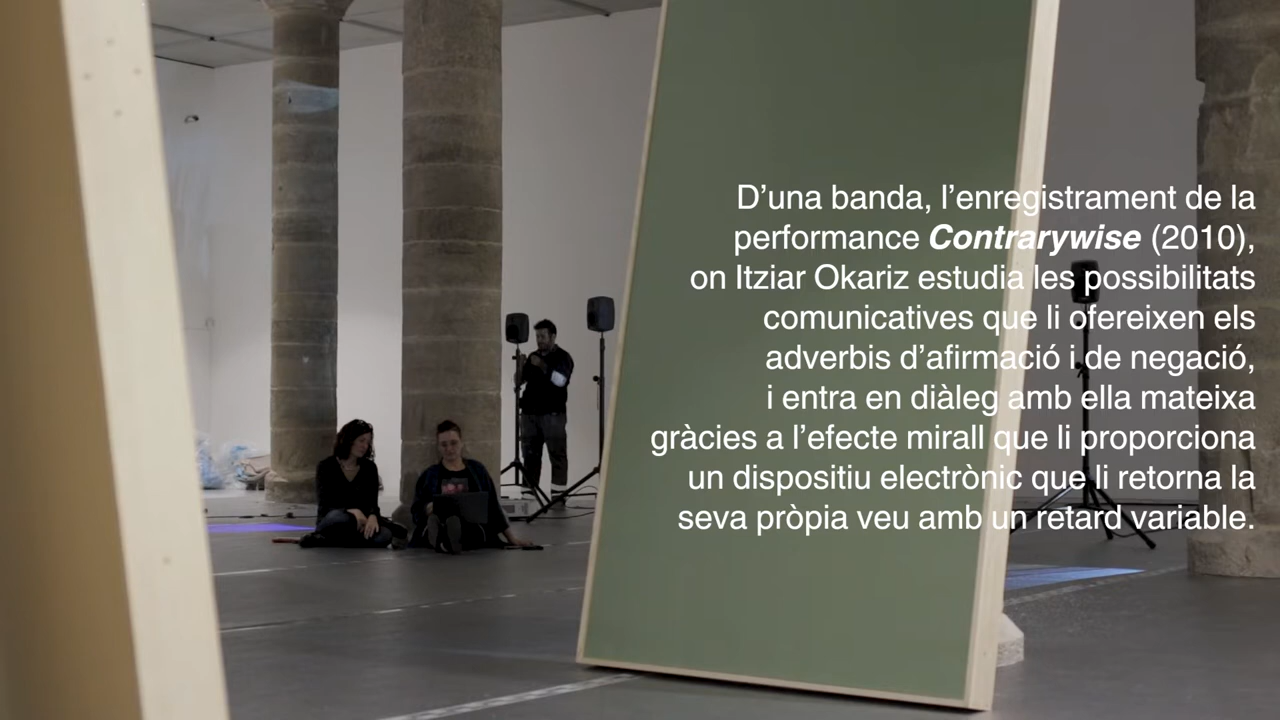 D’una banda, l’enregistrament de la
performance Contrarywise (2010),
on Itziar Okariz estudia les possibilitats
comunicatives que li ofereixen els
adverbis d’afirmació i de negació,
i entra en diàleg amb ella mateixa
gràcies a l’efecte mirall que li proporciona
un dispositiu electrònic que li retorna la
seva pròpia veu amb un retard variable.